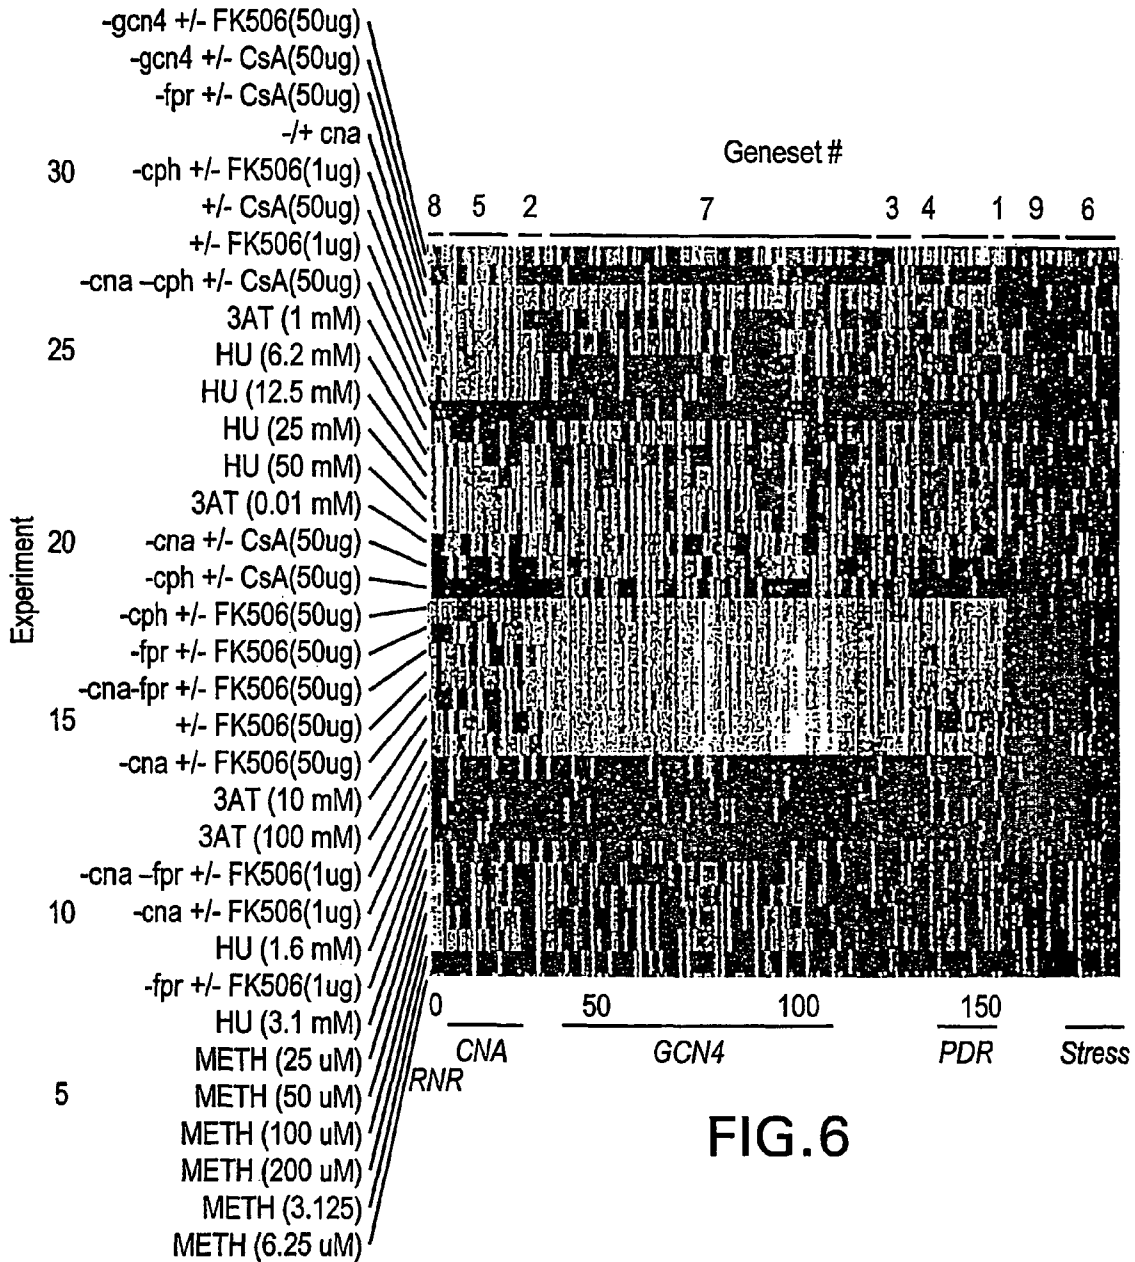 -gcn4 +/- FK506(50ug)
-gcn4 +/- CsA(50ug)
-fpr +/- CsA(50ug)
-/+ cna
-cph +/- FK506(1ug)
+/- CsA(50ug)
+/- FK506(1ug)
-cna –cph +/- CsA(50ug)
3AT (1 mM)
HU (6.2 mM)
HU (12.5 mM)
HU (25 mM)
HU (50 mM)
3AT (0.01 mM)
-cna +/- CsA(50ug)
-cph +/- CsA(50ug)
-cph +/- FK506(50ug)
-fpr +/- FK506(50ug)
-cna-fpr +/- FK506(50ug)
+/- FK506(50ug)
-cna +/- FK506(50ug)
3AT (10 mM)
3AT (100 mM)
-cna –fpr +/- FK506(1ug)
-cna +/- FK506(1ug)
HU (1.6 mM)
-fpr +/- FK506(1ug)
HU (3.1 mM)
METH (25 uM)
METH (50 uM)
METH (100 uM)
METH (200 uM)
METH (3.125)
METH (6.25 uM)
Experiment
30
25
20
15
10
5
Geneset #
8 5 2 7 3 4 1 9 6
0 50 100 150
RNR CNA GCN4 PDR Stress
FIG.6